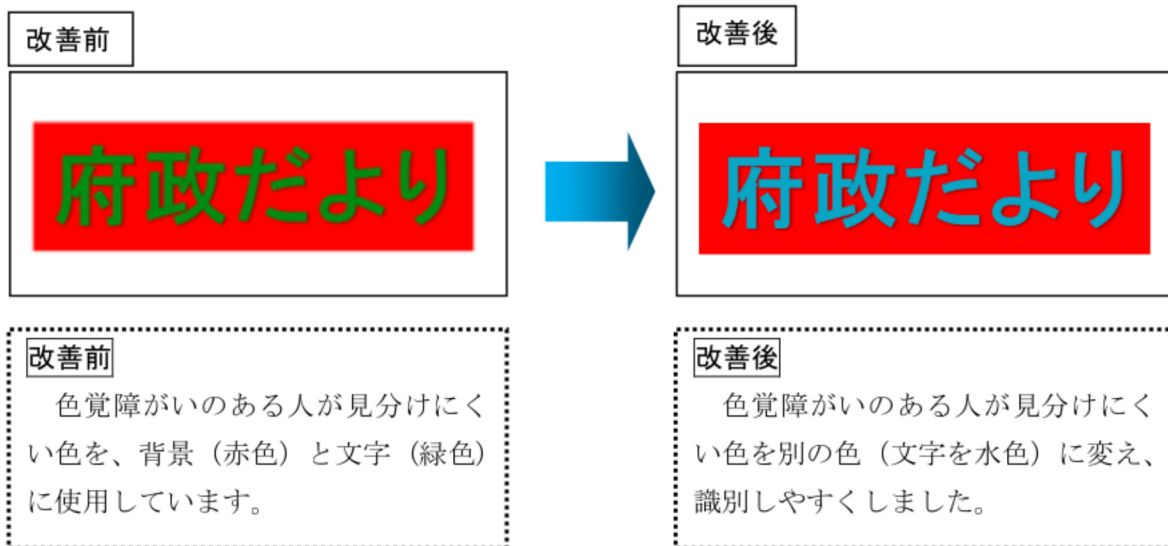 改善前
府政だより
改善後
府政だより
改善前
色覚障がいのある人が見分けにく
い色を、背景（赤色）と文字（緑色）
に使用しています。
改善後
色覚障がいのある人が見分けにく
い色を別の色（文字を水色）に変え、
識別しやすくしました。